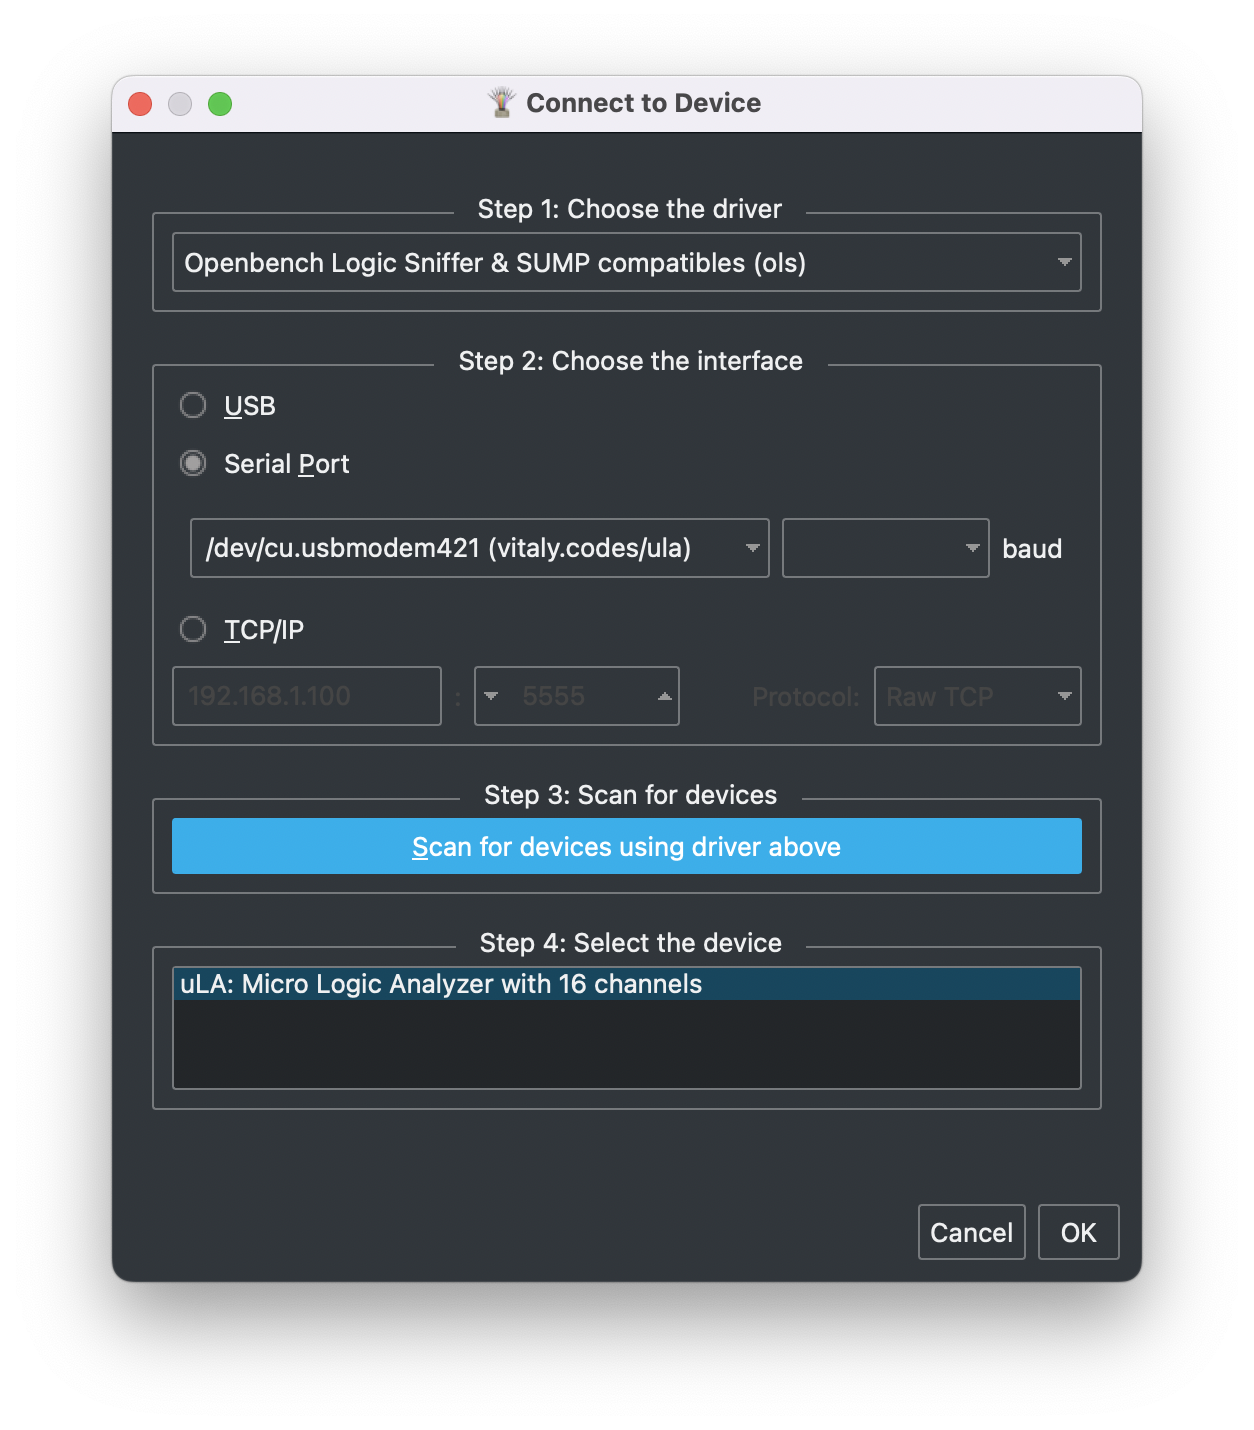 Connect to Device
Step 1: Choose the driver
Openbench Logic Sniffer & SUMP compatibles (ols)
Step 2: Choose the interface
USB
Serial Port
/dev/cu.usbmodem421 (vitaly.codes/ula) baud
TCP/IP
192.168.1.100 : 5555 Protocol: Raw TCP
Step 3: Scan for devices
Scan for devices using driver above
Step 4: Select the device
uLA: Micro Logic Analyzer with 16 channels
Cancel OK